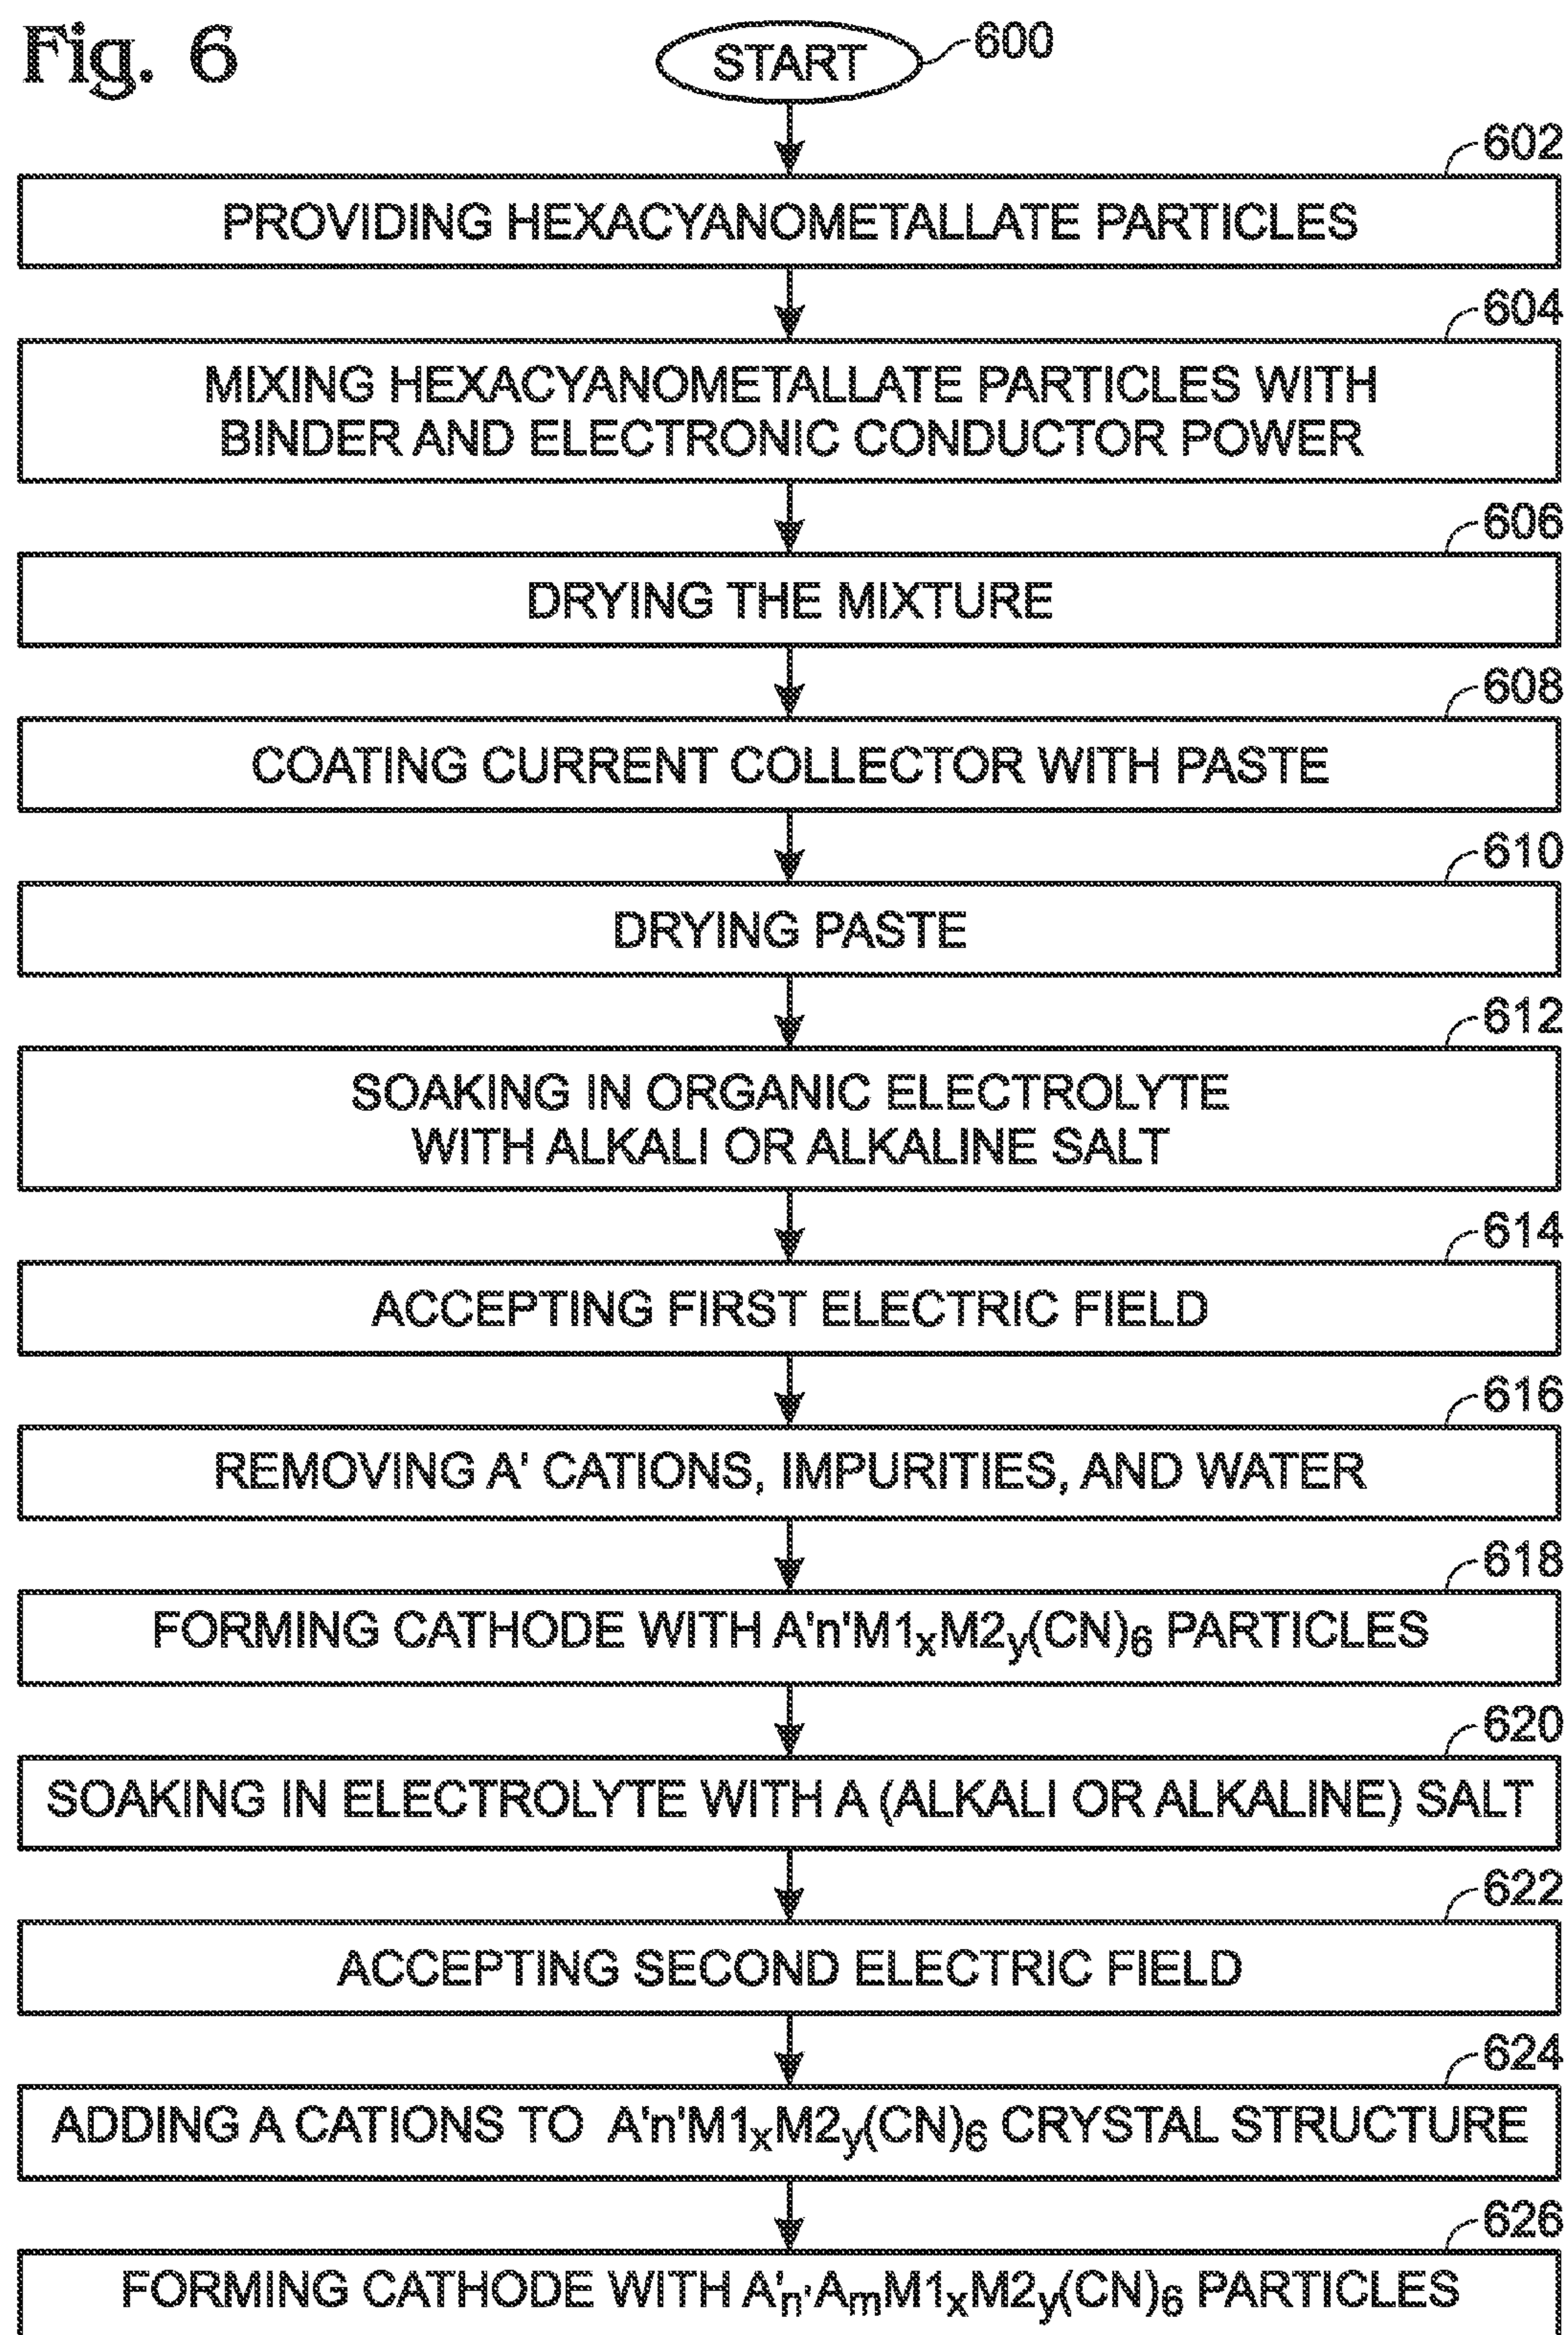 Fig. 6
START
600
602
PROVIDING HEXACYANOMETALLATE PARTICLES
604
MIXING HEXACYANOMETALLATE PARTICLES WITH
BINDER AND ELECTRONIC CONDUCTOR POWER
606
DRYING THE MIXTURE
608
COATING CURRENT COLLECTOR WITH PASTE
610
DRYING PASTE
612
SOAKING IN ORGANIC ELECTROLYTE
WITH ALKALI OR ALKALINE SALT
614
ACCEPTING FIRST ELECTRIC FIELD
616
REMOVING A' CATIONS, IMPURITIES, AND WATER
618
FORMING CATHODE WITH A'n'M1ₓM2y(CN)₆ PARTICLES
620
SOAKING IN ELECTROLYTE WITH A (ALKALI OR ALKALINE) SALT
622
ACCEPTING SECOND ELECTRIC FIELD
624
ADDING A CATIONS TO A'n'M1ₓM2y(CN)₆ CRYSTAL STRUCTURE
626
FORMING CATHODE WITH A'ₙ'AₘM1ₓM2y(CN)₆ PARTICLES